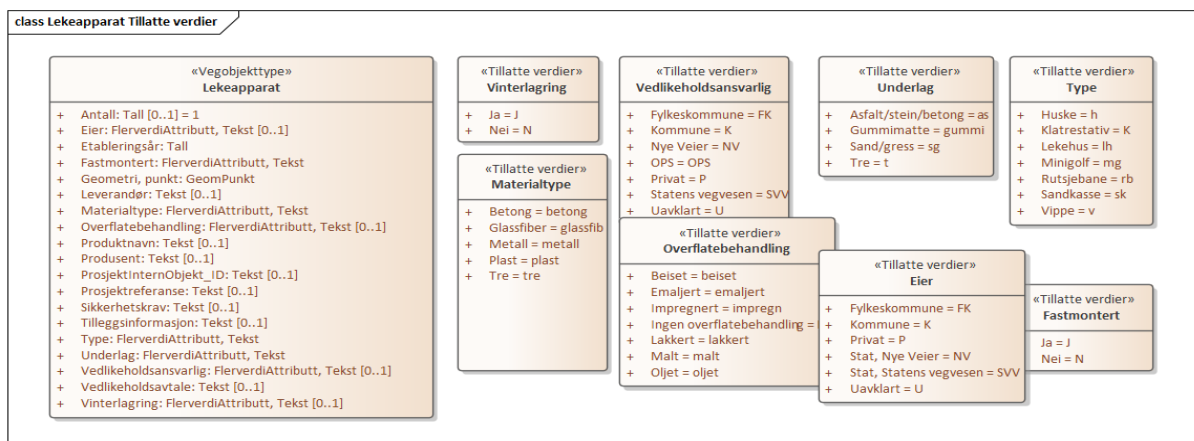 class Lekeapparat Tillatte verdier
«Vegobjekttype»
Lekeapparat
+ Antall: Tall [0..1] = 1
+ Eier: FlerverdiAttributt, Tekst [0..1]
+ Etableringsår: Tall
+ Fastmontert: FlerverdiAttributt, Tekst
+ Geometri, punkt: GeomPunkt
+ Leverandør: Tekst [0..1]
+ Materialtype: FlerverdiAttributt, Tekst
+ Overflatebehandling: FlerverdiAttributt, Tekst [0..1]
+ Produktnavn: Tekst [0..1]
+ Produsent: Tekst [0..1]
+ ProsjektInternObjekt_ID: Tekst [0..1]
+ Prosjektreferanse: Tekst [0..1]
+ Sikkerhetskrav: Tekst [0..1]
+ Tilleggsinformasjon: Tekst [0..1]
+ Type: FlerverdiAttributt, Tekst
+ Underlag: FlerverdiAttributt, Tekst
+ Vedlikeholdsansvarlig: FlerverdiAttributt, Tekst [0..1]
+ Vedlikeholdsavtale: Tekst [0..1]
+ Vinterlagring: FlerverdiAttributt, Tekst [0..1]
«Tillatte verdier»
Vinterlagring
+ Ja = J
+ Nei = N
«Tillatte verdier»
Materialtype
+ Betong = betong
+ Glassfiber = glassfib
+ Metall = metall
+ Plast = plast
+ Tre = tre
«Tillatte verdier»
Vedlikeholdsansvarlig
+ Fylkeskommune = FK
+ Kommune = K
+ Nye Veier = NV
+ OPS = OPS
+ Privat = P
+ Statens vegvesen = SVV
+ Uavklart = U
«Tillatte verdier»
Overflatebehandling
+ Beiset = beiset
+ Emaljert = emaljert
+ Impregnert = impregn
+ Ingen overflatebehandling =
+ Lakkert = lakkert
+ Malt = malt
+ Oljet = oljet
«Tillatte verdier»
Underlag
+ Asfalt/stein/betong = as
+ Gummimatte = gummi
+ Sand/gress = sg
+ Tre = t
«Tillatte verdier»
Eier
+ Fylkeskommune = FK
+ Kommune = K
+ Privat = P
+ Stat, Nye Veier = NV
+ Stat, Statens vegvesen = SVV
+ Uavklart = U
«Tillatte verdier»
Type
+ Huske = h
+ Klatrestativ = K
+ Lekehus = lh
+ Minigolf = mg
+ Rutsjebane = rb
+ Sandkasse = sk
+ Vippe = v
«Tillatte verdier»
Fastmontert
Ja = J
Nei = N